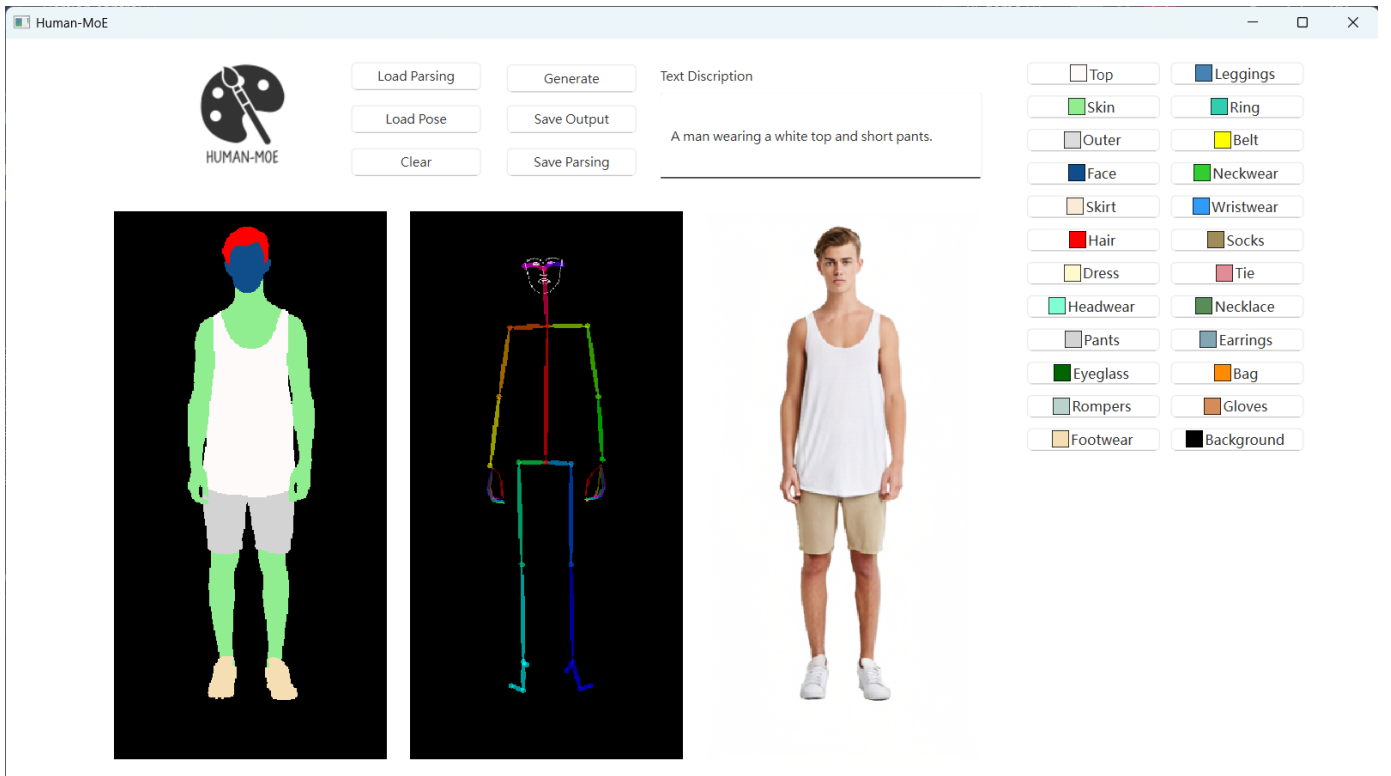 Human-MoE
HUMAN-MOE
Load Parsing
Load Pose
Clear
Generate
Save Output
Save Parsing
Text Discription
A man wearing a white top and short pants.
Top
Leggings
Skin
Ring
Outer
Belt
Face
Neckwear
Skirt
Wristwear
Hair
Socks
Dress
Tie
Headwear
Necklace
Pants
Earrings
Eyeglass
Bag
Rompers
Gloves
Footwear
Background